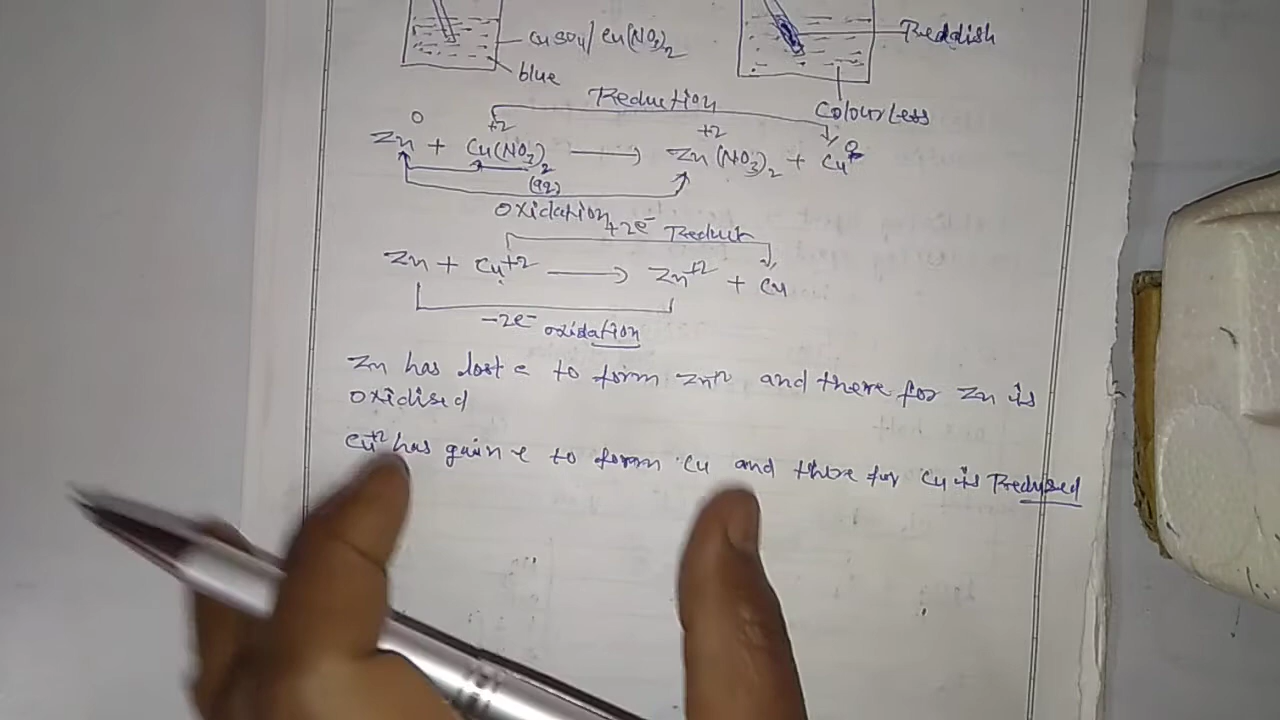 CuSO4/Cu(NO3)2
Reddish
blue
Colourless
Reduction
0 +2 +2 0
Zn + Cu(NO3)2 → Zn(NO3)2 + Cu
(aq)
oxidation
+2e⁻ Reduct
Zn + Cu+2 → Zn+2 + Cu
-2e⁻ oxidation
Zn has lost e to form Zn+2 and there for Zn is
oxidised
Cu+2 has gain e to form Cu and there for Cu is Redused